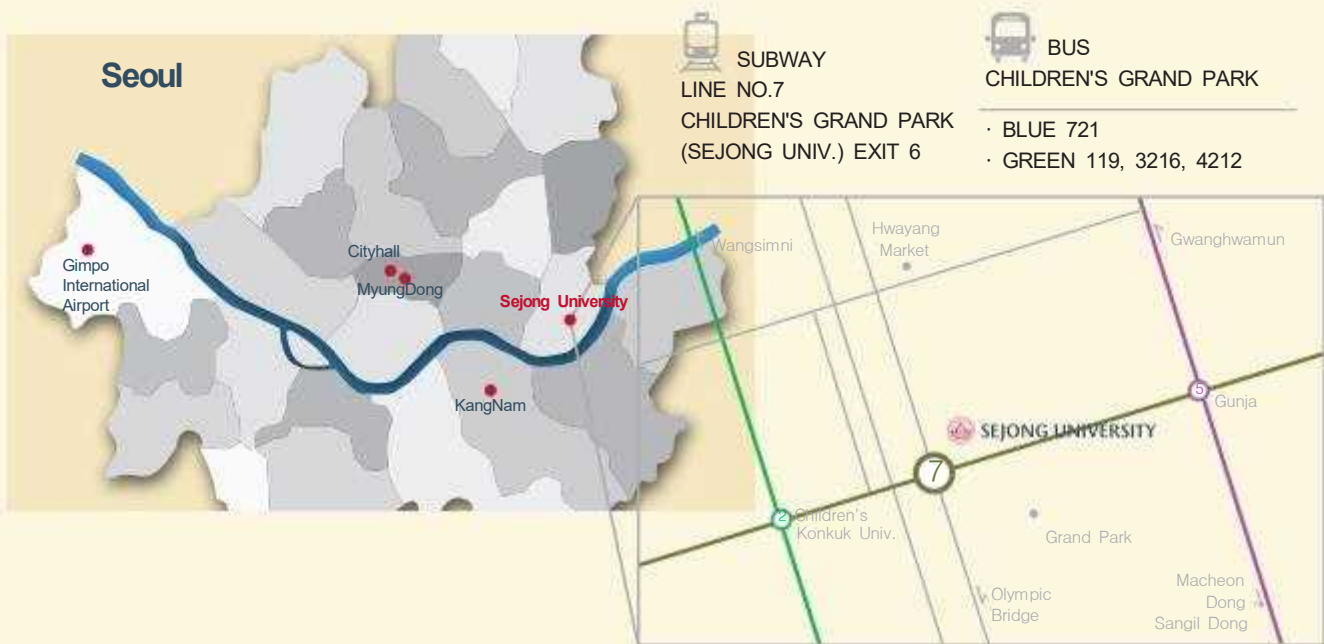 Seoul
Gimpo
International
Airport
Cityhall
MyungDong
Sejong University
KangNam
SUBWAY
LINE NO.7
CHILDREN'S GRAND PARK
(SEJONG UNIV.) EXIT 6
BUS
CHILDREN'S GRAND PARK
· BLUE 721
· GREEN 119, 3216, 4212
Wangsimni
Hwayang
Market
Gwanghwamun
5
Gunja
SEJONG UNIVERSITY
7
2
Children's
Konkuk Univ.
Grand Park
Olympic
Bridge
Macheon
Dong
Sangil Dong